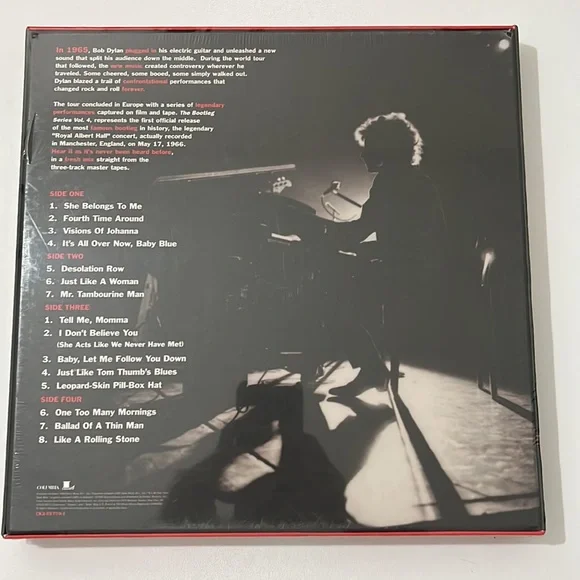 In 1965, Bob Dylan plugged in his electric guitar and unleashed a new
sound that split his audience down the middle. During the world tour
that followed, the new music created controversy wherever he
traveled. Some cheered, some booed, some simply walked out.
Dylan blazed a trail of confrontational performances that
changed rock and roll forever.
The tour concluded in Europe with a series of legendary
performances captured on film and tape. The Bootleg
Series Vol. 4, represents the first official release
of the most famous bootleg in history, the legendary
"Royal Albert Hall" concert, actually recorded
in Manchester, England, on May 17, 1966.
Hear it as it's never been heard before,
in a fresh one straight from the
three-track master tapes.
SIDE ONE
1. She Belongs To Me
2. Fourth Time Around
3. Visions Of Johanna
4. It's All Over Now, Baby Blue
SIDE TWO
5. Desolation Row
6. Just Like A Woman
7. Mr. Tambourine Man
SIDE THREE
1. Tell Me, Momma
2. I Don't Believe You
(She Acts Like We Never Have Met)
3. Baby, Let Me Follow You Down
4. Just Like Tom Thumb's Blues
5. Leopard-Skin Pill-Box Hat
SIDE FOUR
6. One Too Many Mornings
7. Ballad Of A Thin Man
8. Like A Rolling Stone
COLUMBIA